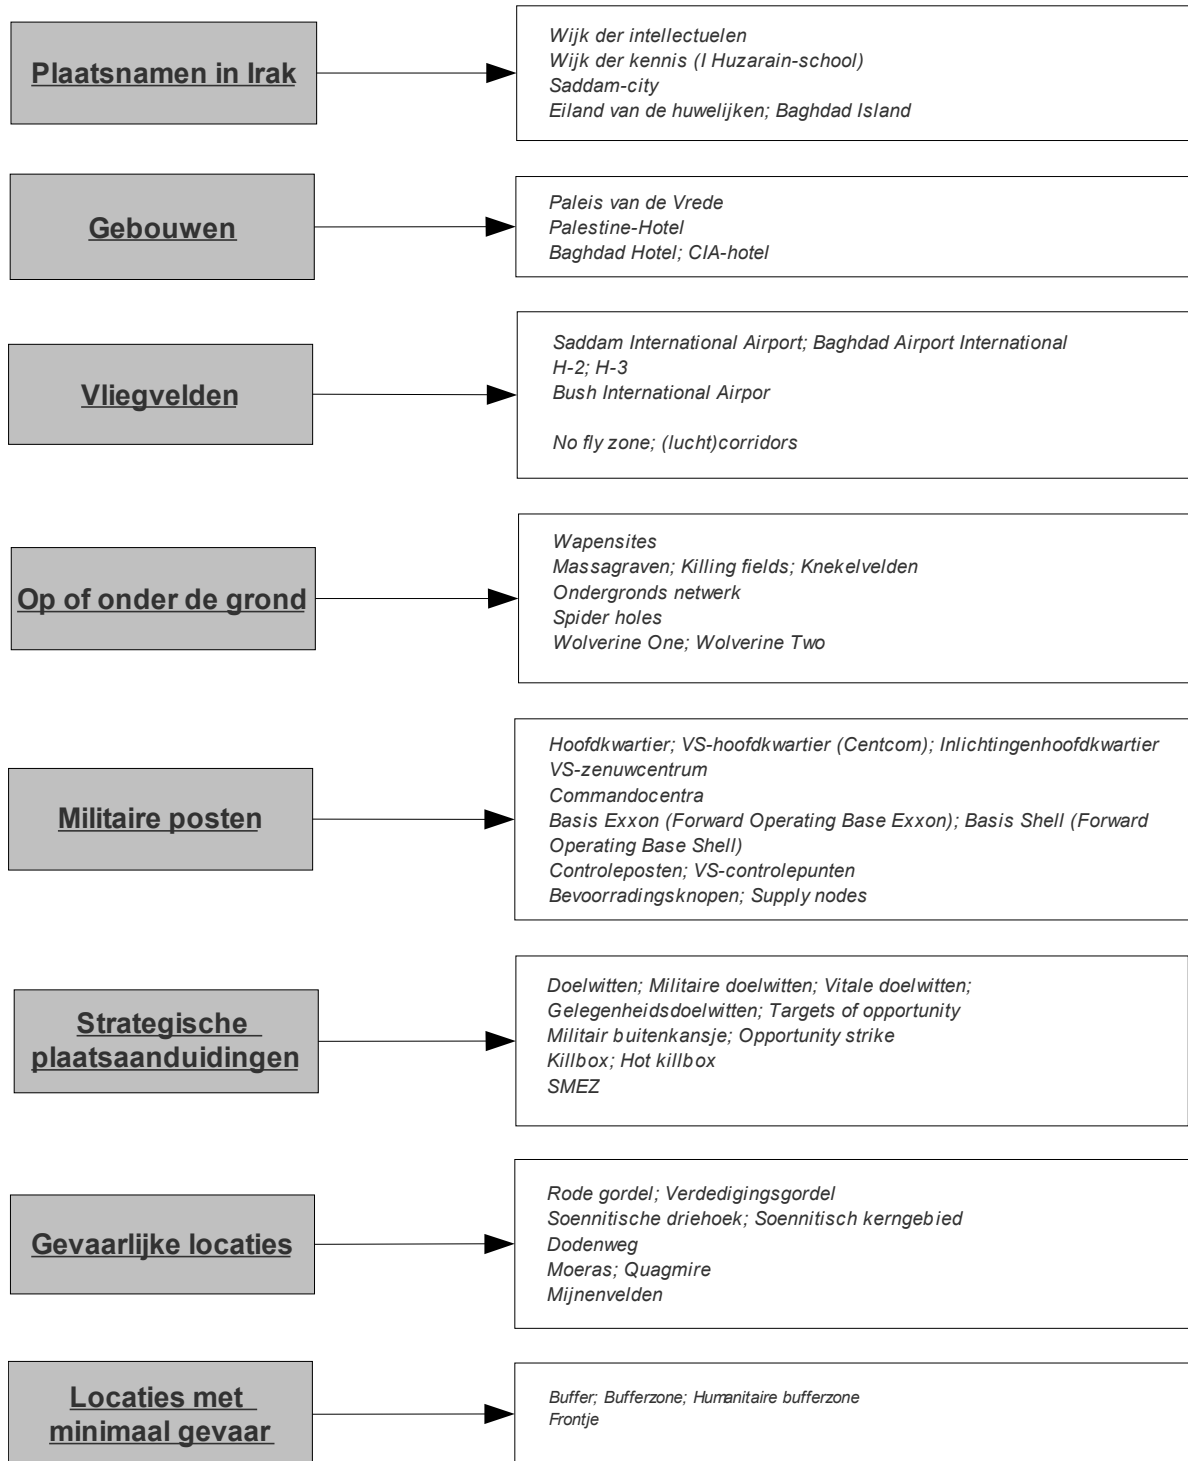 Plaatsnamen in Irak
Wijk der intellectuelen
Wijk der kennis (I Huzarain-school)
Saddam-city
Eiland van de huwelijken; Baghdad Island
Gebouwen
Paleis van de Vrede
Palestine-Hotel
Baghdad Hotel; CIA-hotel
Vliegvelden
Saddam International Airport; Baghdad Airport International
H-2; H-3
Bush International Airpor
No fly zone; (lucht)corridors
Op of onder de grond
Wapensites
Massagraven; Killing fields; Knekelvelden
Ondergronds netwerk
Spider holes
Wolverine One; Wolverine Two
Militaire posten
Hoofdkwartier; VS-hoofdkwartier (Centcom); Inlichtingenhoofdkwartier
VS-zenuwcentrum
Commandocentra
Basis Exxon (Forward Operating Base Exxon); Basis Shell (Forward
Operating Base Shell)
Controleposten; VS-controlepunten
Bevoorradingsknopen; Supply nodes
Strategische
plaatsaanduidingen
Doelwitten; Militaire doelwitten; Vitale doelwitten;
Gelegenheidsdoelwitten; Targets of opportunity
Militair buitenkansje; Opportunity strike
Killbox; Hot killbox
SMEZ
Gevaarlijke locaties
Rode gordel; Verdedigingsgordel
Soennitische driehoek; Soennitisch kerngebied
Dodenweg
Moeras; Quagmire
Mijnenvelden
Locaties met
minimaal gevaar
Buffer; Bufferzone; Humanitaire bufferzone
Frontje